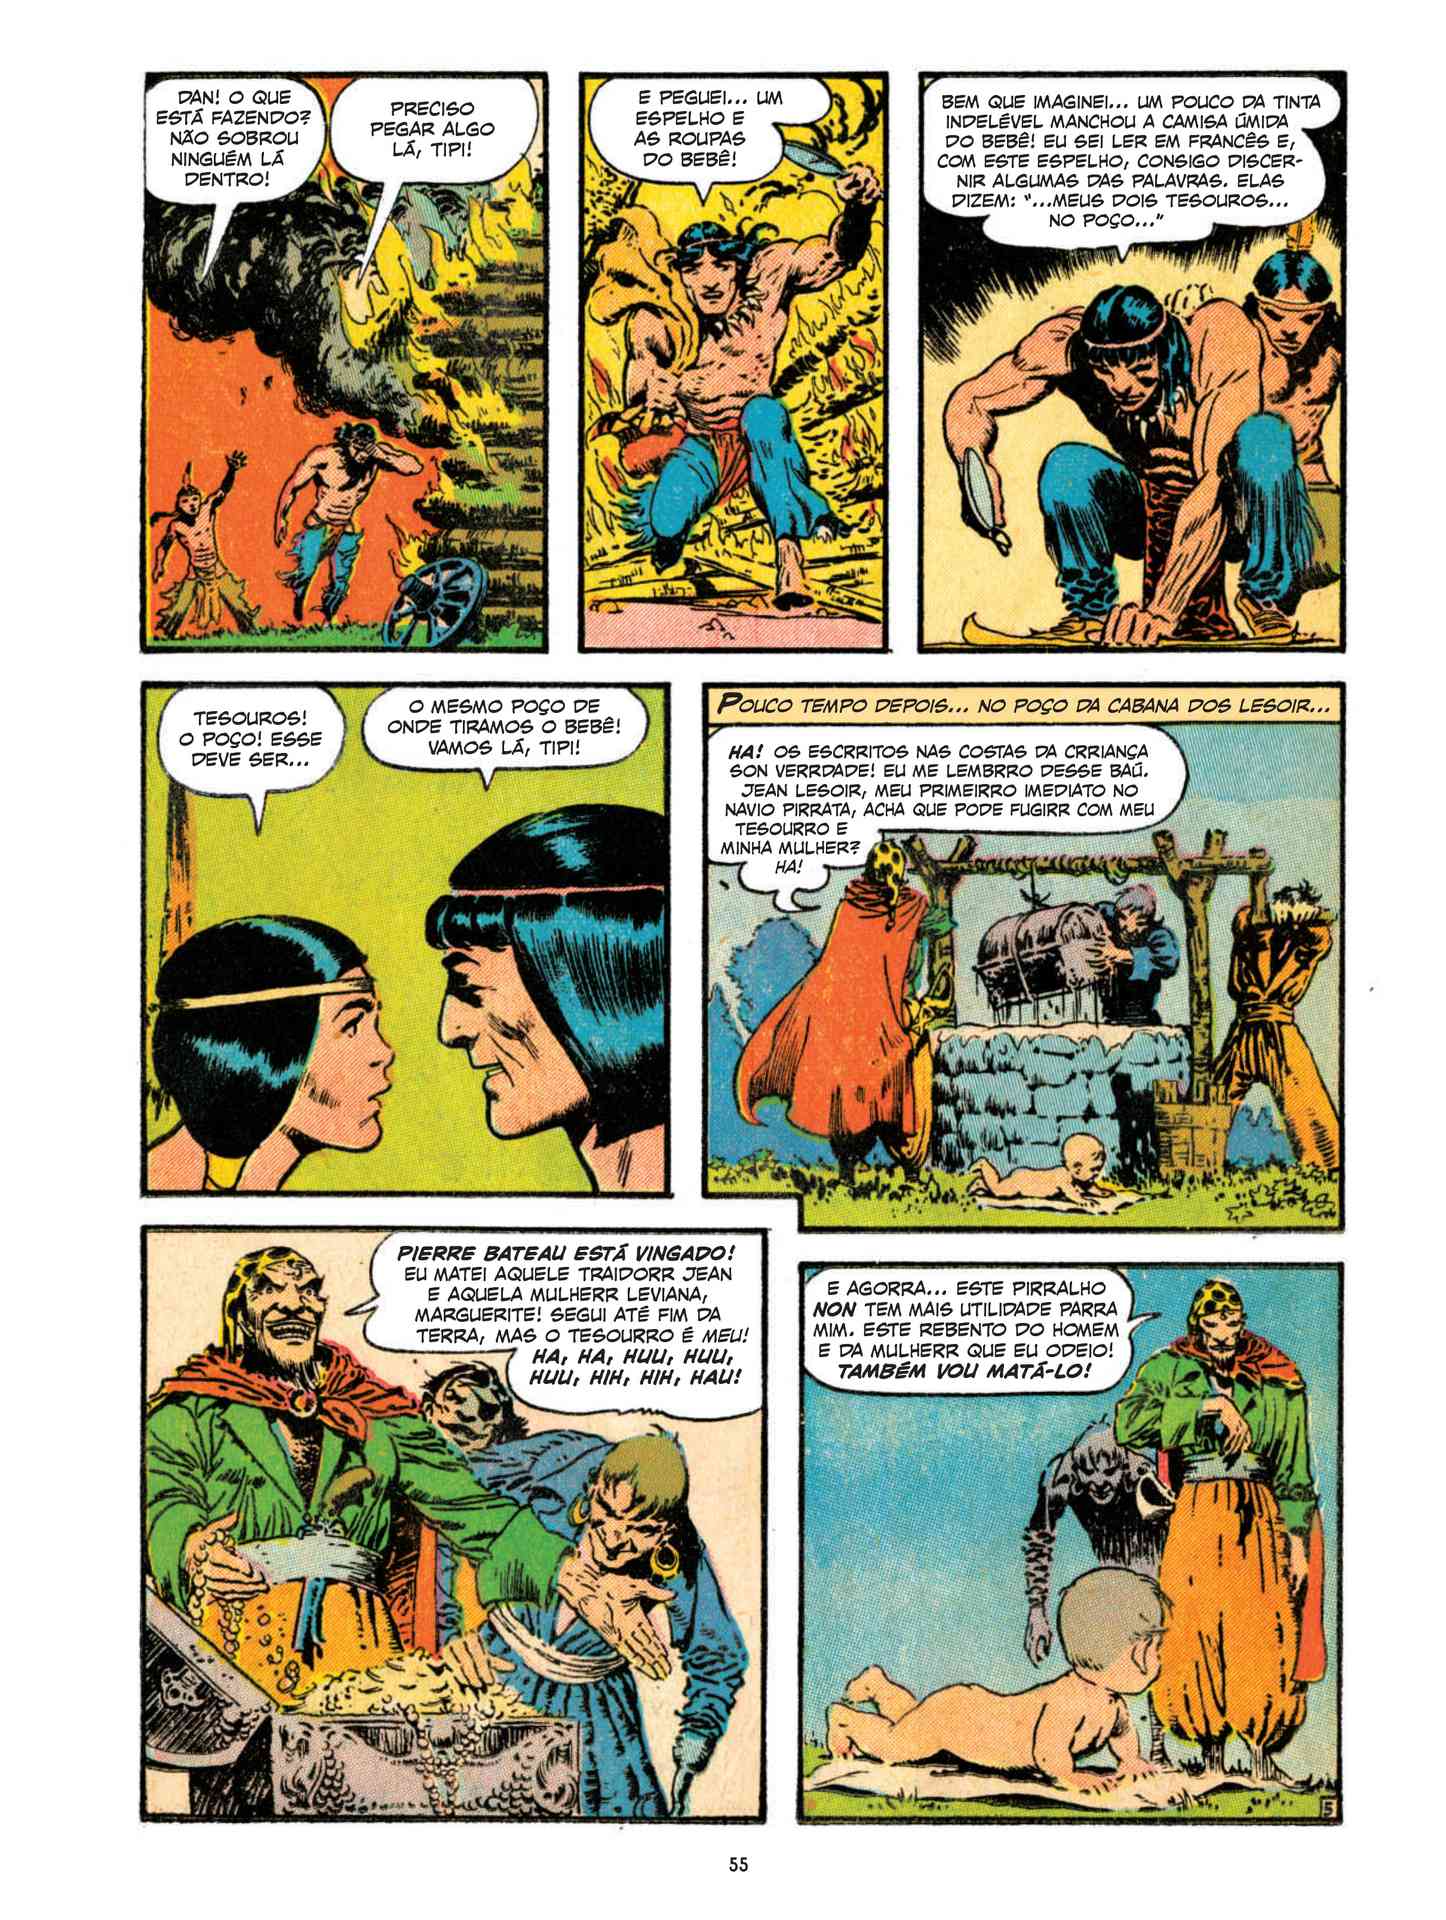 DAN! O QUE
ESTÁ FAZENDO?
NÃO SOBROU
NINGUÉM LÁ
DENTRO!
PRECISO
PEGAR ALGO
LÁ, TIPI!
E PEGUEI... UM
ESPELHO E
AS ROUPAS
DO BEBÊ!
BEM QUE IMAGINEI... UM POUCO DA TINTA
INDELÉVEL MANCHOU A CAMISA ÚMIDA
DO BEBÊ! EU SEI LER EM FRANCÊS E,
COM ESTE ESPELHO, CONSIGO DISCER-
NIR ALGUMAS DAS PALAVRAS. ELAS
DIZEM: “...MEUS DOIS TESOUROS...
NO POÇO...”
TESOUROS!
O POÇO! ESSE
DEVE SER...
O MESMO POÇO DE
ONDE TIRAMOS O BEBÊ!
VAMOS LÁ, TIPI!
POUCO TEMPO DEPOIS... NO POÇO DA CABANA DOS LESOIR...
HA! OS ESCRRITOS NAS COSTAS DA CRRIANÇA
SON VERRDADE! EU ME LEMBRRO DESSE BAÚ.
JEAN LESOIR, MEU PRIMEIRRO IMEDIATO NO
NAVIO PIRRATA, ACHA QUE PODE FUGIRR COM MEU
TESOURRO E
MINHA MULHER?
HA!
PIERRE BATEAU ESTÁ VINGADO!
EU MATEI AQUELE TRAIDORR JEAN
E AQUELA MULHERR LEVIANA,
MARGUERITE! SEGUI ATÉ FIM DA
TERRA, MAS O TESOURRO É MEU!
HA, HA, HUU, HUU,
HUU, HIH, HIH, HAU!
E AGORRA... ESTE PIRRALHO
NON TEM MAIS UTILIDADE PARRA
MIM. ESTE REBENTO DO HOMEM
E DA MULHERR QUE EU ODEIO!
TAMBÉM VOU MATÁ-LO!
5
55